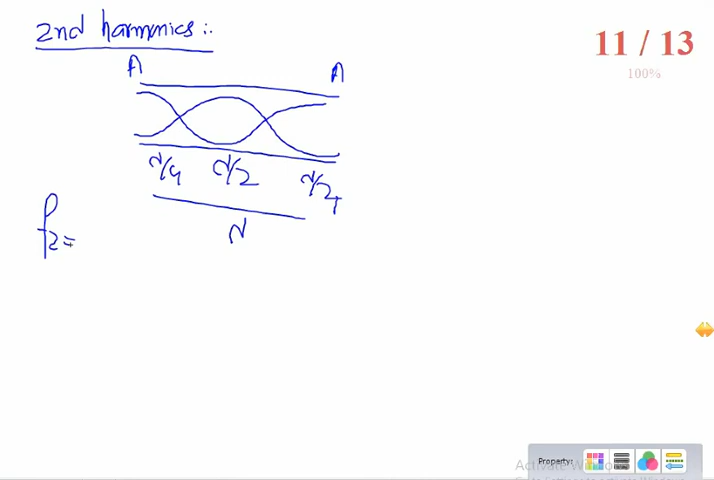 2nd harmonics :.
11 / 13
100%
A A
λ/4 λ/2 λ/4
λ
f2=
Property: